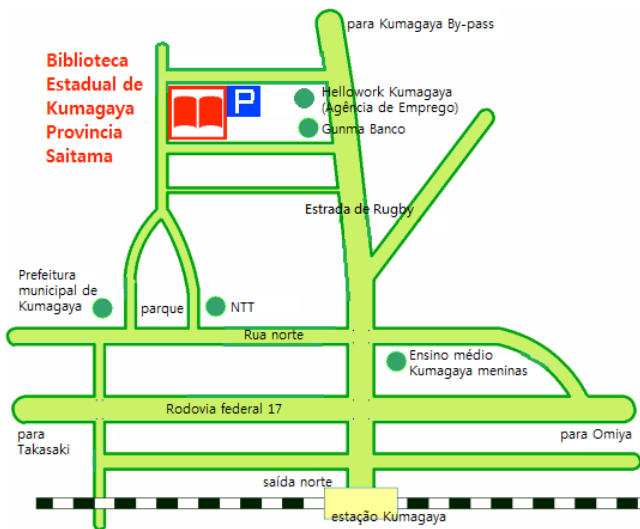 para Kumagaya By-pass
Biblioteca
Estadual de
Kumagaya
Provincia
Saitama
P
Hellowork Kumagaya
(Agência de Emprego)
Gunma Banco
Estrada de Rugby
Prefeitura
municipal de
Kumagaya
parque
NTT
Rua norte
Ensino médio
Kumagaya meninas
Rodovia federal 17
para
Takasaki
para Omiya
saída norte
estação Kumagaya